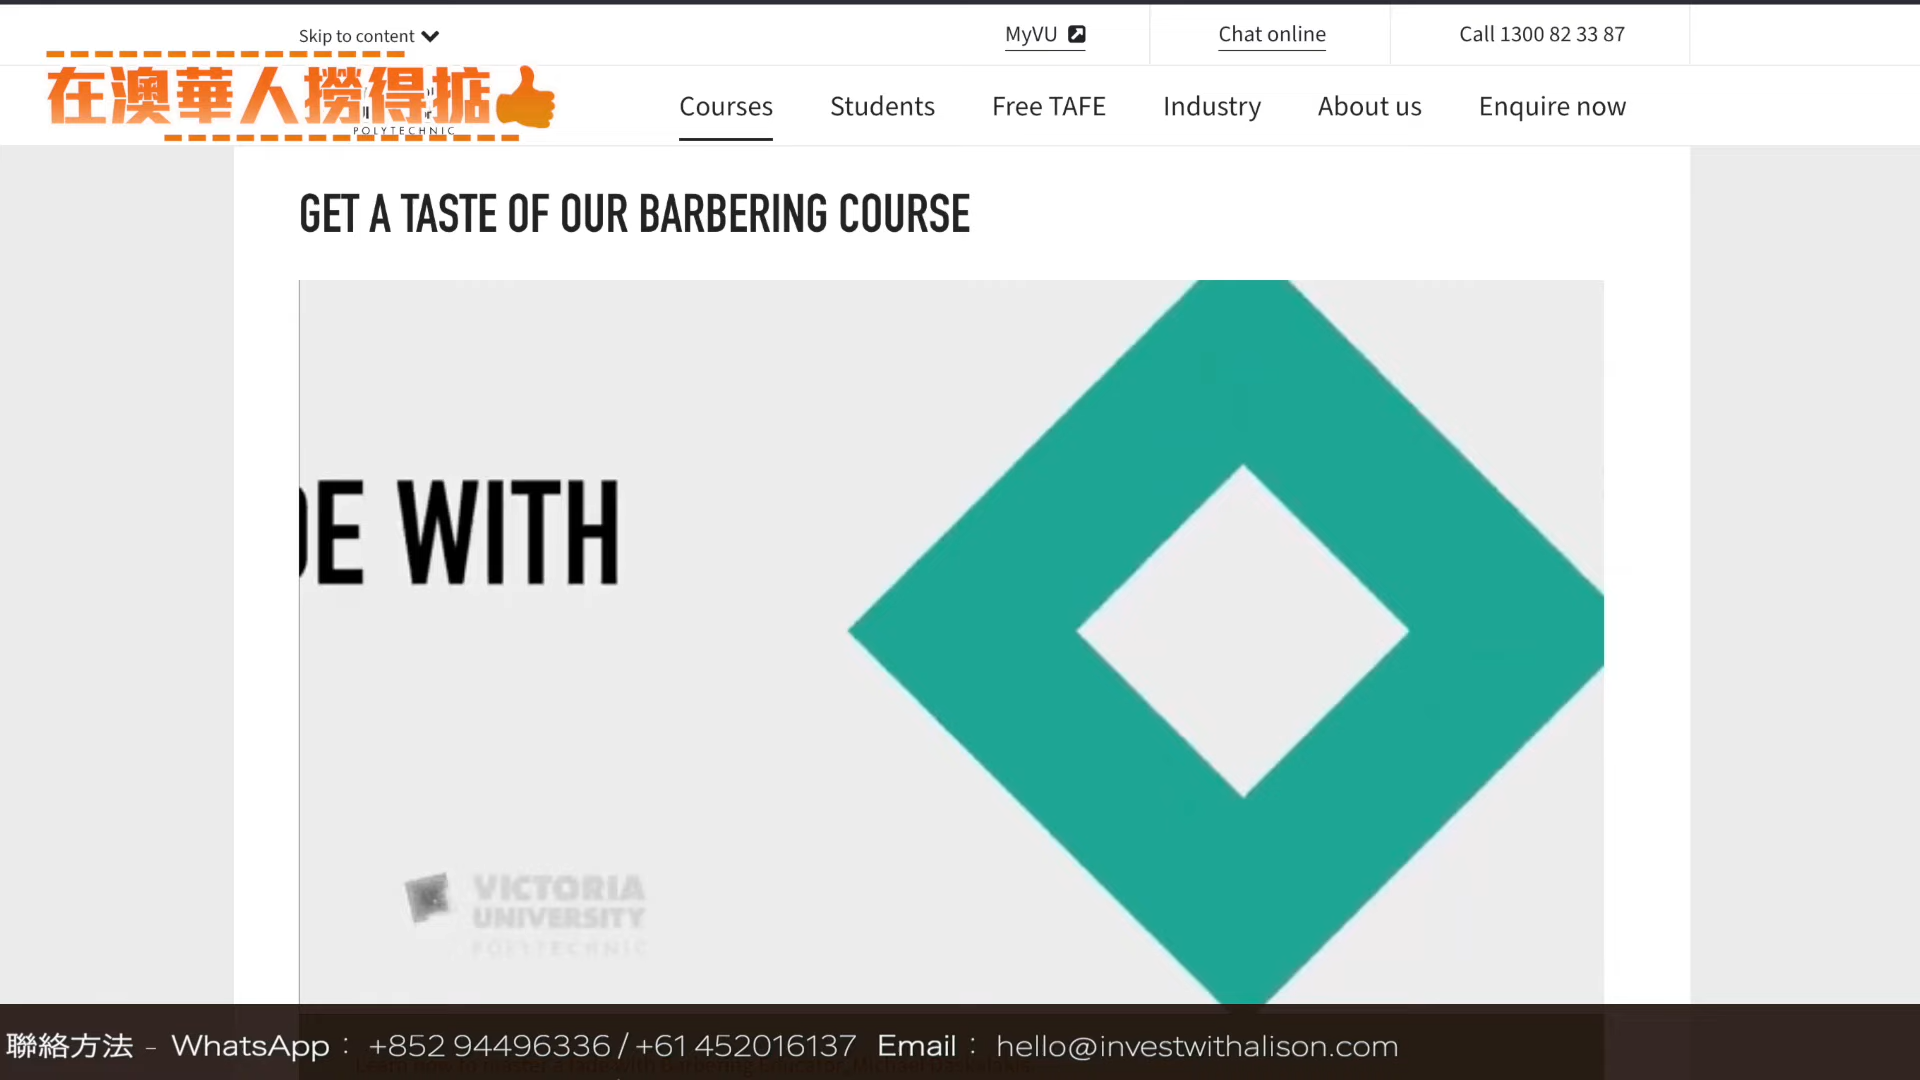 Skip to content
MyVU
Chat online
Call 1300 82 33 87
在澳華人撈得掂
POLYTECHNIC
Courses
Students
Free TAFE
Industry
About us
Enquire now
GET A TASTE OF OUR BARBERING COURSE
DE WITH
VICTORIA
UNIVERSITY
POLYTECHNIC
聯絡方法 - WhatsApp： +852 94496336 / +61 452016137 Email： hello@investwithalison.com